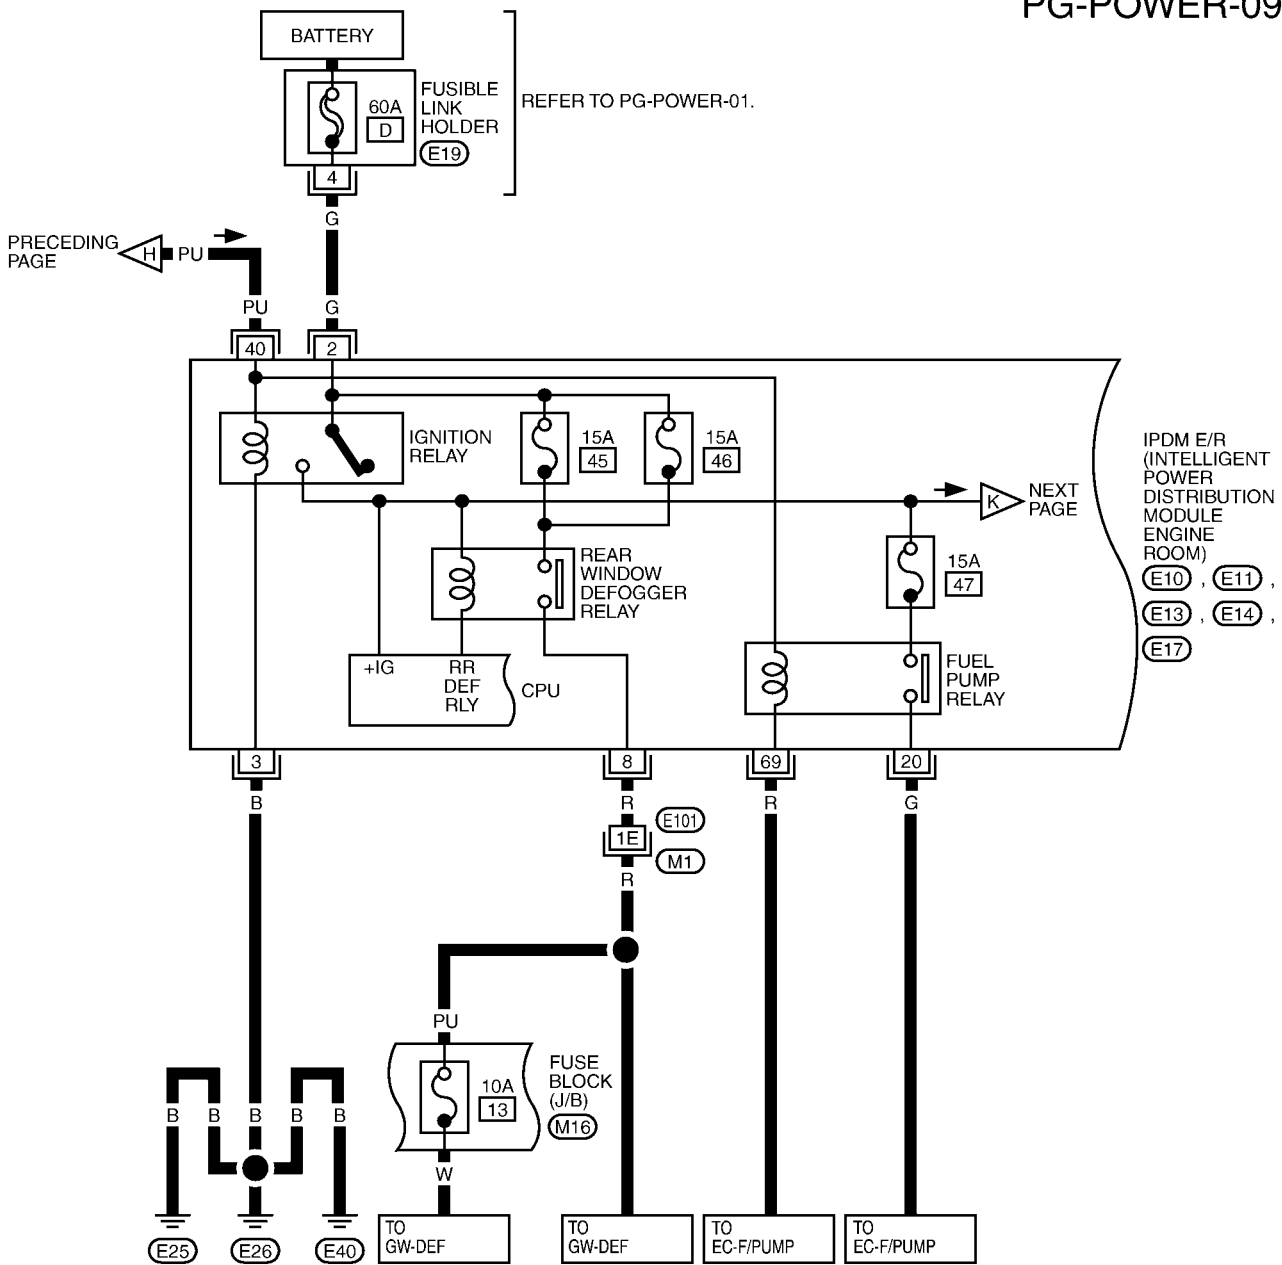 PG-POWER-09
BATTERY
60A
D
FUSIBLE
LINK
HOLDER
E19
REFER TO PG-POWER-01.
4
G
PRECEDING
PAGE
H
PU
PU
G
40
2
IGNITION
RELAY
15A
45
15A
46
K
NEXT
PAGE
IPDM E/R
(INTELLIGENT
POWER
DISTRIBUTION
MODULE
ENGINE
ROOM)
E10 , E11 ,
E13 , E14 ,
E17
REAR
WINDOW
DEFOGGER
RELAY
15A
47
+IG
RR
DEF
RLY
CPU
FUEL
PUMP
RELAY
3
8
69
20
B
R
R
G
1E
E101
M1
R
PU
10A
13
FUSE
BLOCK
(J/B)
M16
B
B
B
B
B
W
E25
E26
E40
TO
GW-DEF
TO
GW-DEF
TO
EC-F/PUMP
TO
EC-F/PUMP